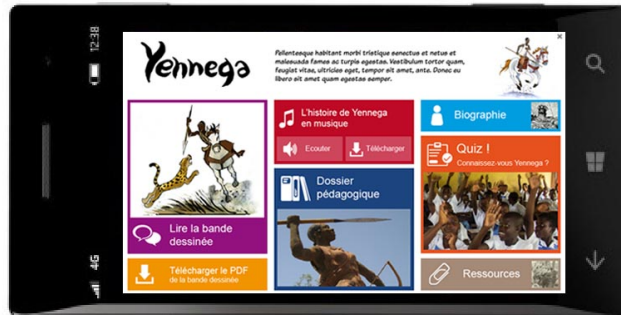 12:38
4G
Yennega
Pellentesque habitant morbi tristique senectus et netus et
malesuada fames ac turpis egestas. Vestibulum tortor quam,
feugiat vitae, ultricies eget, tempor sit amet, ante. Donec eu
libero sit amet quam egestas semper.
Lire la bande
dessinée
Télécharger le PDF
de la bande dessinée
L'histoire de Yennega
en musique
Ecouter
Télécharger
Dossier
pédagogique
Biographie
Quiz !
Connaissez-vous Yennega ?
Ressources